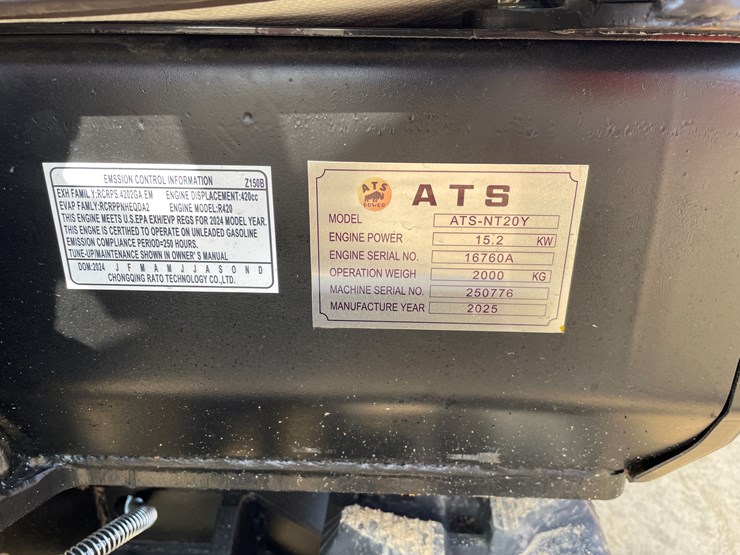 EMSSION CONTROL INFORMATION Z150B
EXH FAMILY:RCRPS.4202GA EM ENGINE DISPLACEMENT:420cc
EVAP FAMILY:RCRPPNHEQDA2 ENGINE MODEL:R420
THIS ENGINE MEETS U.S.EPA EXH/EVP REGS FOR 2024 MODEL YEAR.
THIS ENGINE IS CERTIFIED TO OPERATE ON UNLEADED GASOLINE
EMISSION COMPLIANCE PERIOD=250 HOURS.
TUNE-UP/MAINTENANCE SHOWN IN OWNER' S MANUAL
DOM:2024 J F M A M J J A S O N D
CHONGQING RATO TECHNOLOGY CO.,LTD.
ATS
POWER
ATS
MODEL ATS-NT20Y
ENGINE POWER 15.2 KW
ENGINE SERIAL NO. 16760A
OPERATION WEIGH 2000 KG
MACHINE SERIAL NO. 250776
MANUFACTURE YEAR 2025